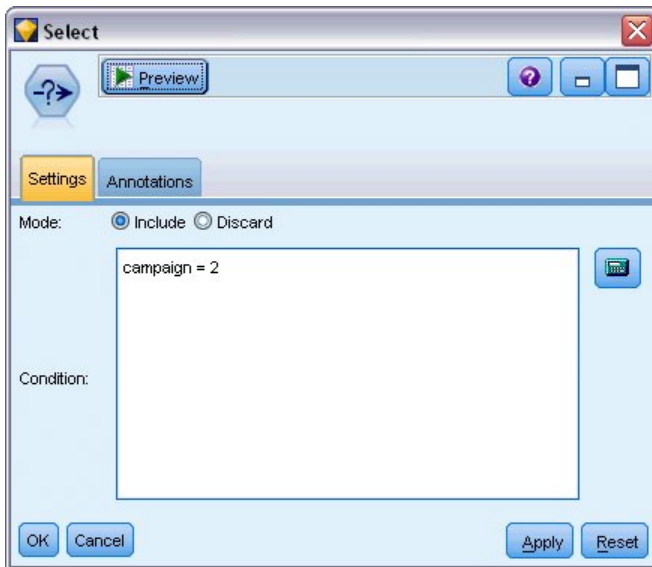 Select
-?➤
Preview
?
Settings Annotations
Mode: Include Discard
campaign = 2
Condition:
OK Cancel Apply Reset